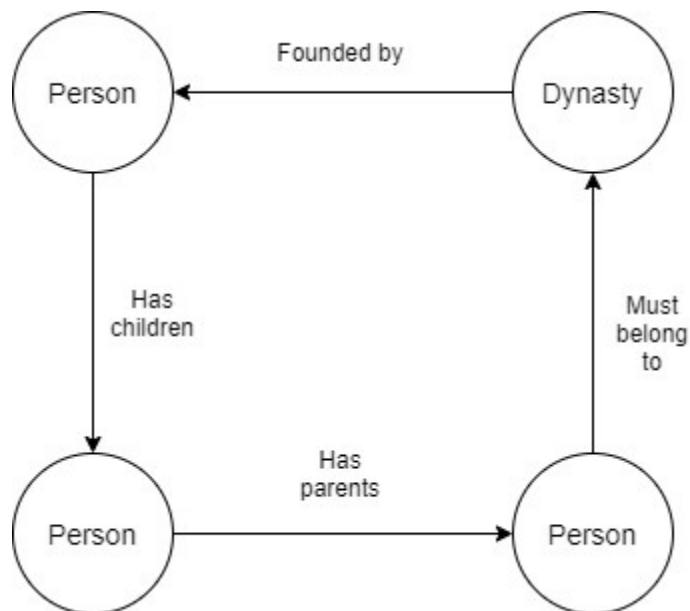 Founded by
Person
Dynasty
Has
children
Must
belong
to
Has
parents
Person
Person